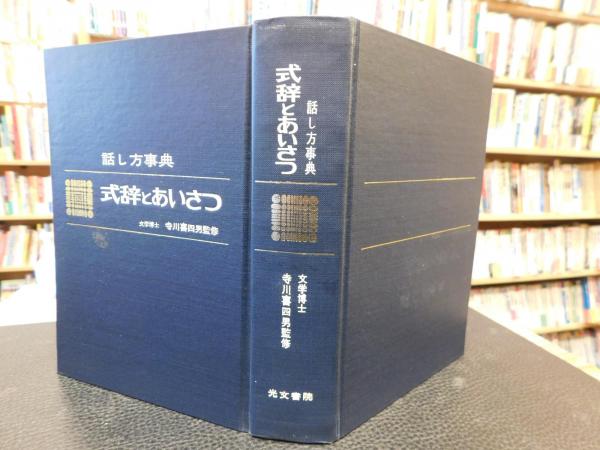 話し方事典
式辞とあいさつ
文学博士 寺川喜四男監修
話し方事典
式辞とあいさつ
文学博士
寺川喜四男監修
光文書院